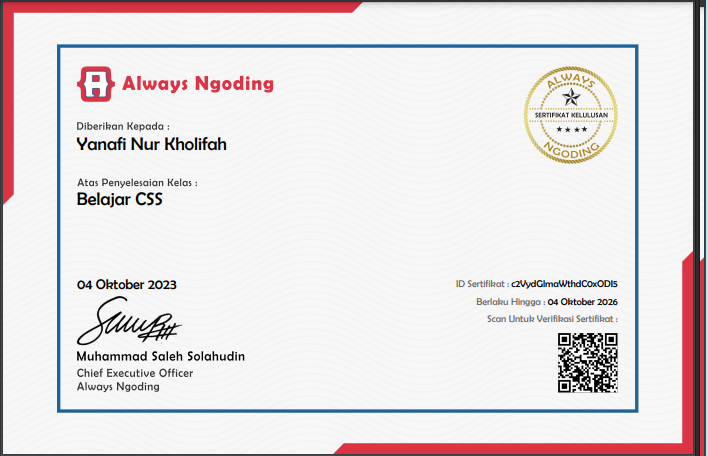 Always Ngoding
ALWAYS
SERTIFIKAT KELULUSAN
NGODING
Diberikan Kepada :
Yanafi Nur Kholifah
Atas Penyelesaian Kelas :
Belajar CSS
04 Oktober 2023
Muhammad Saleh Solahudin
Chief Executive Officer
Always Ngoding
ID Sertifikat : c2VydGlmaWthdC0xODI5
Berlaku Hingga : 04 Oktober 2026
Scan Untuk Verifikasi Sertifikat :